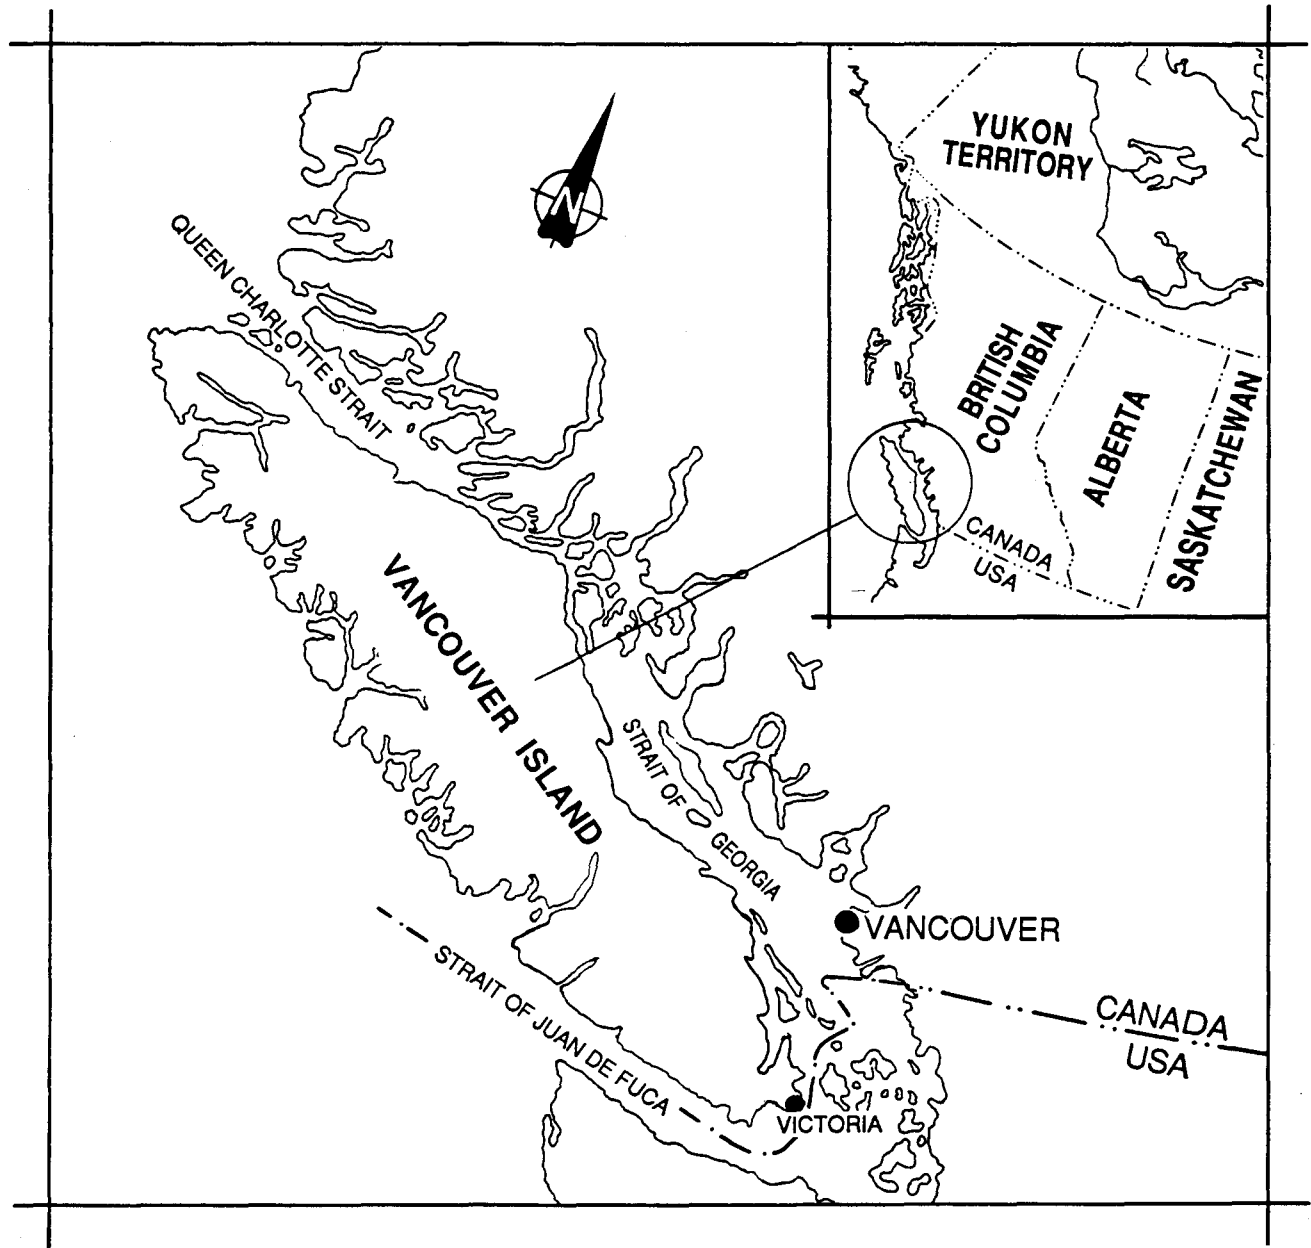 YUKON
TERRITORY
N
QUEEN CHARLOTTE STRAIT
BRITISH
COLUMBIA
ALBERTA
SASKATCHEWAN
CANADA
USA
VANCOUVER ISLAND
STRAIT OF GEORGIA
VANCOUVER
STRAIT OF JUAN DE FUCA
CANADA
USA
VICTORIA